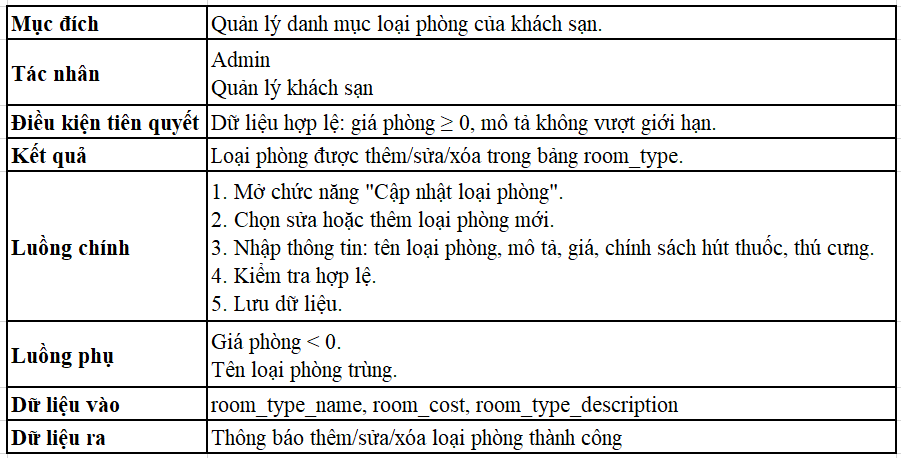 Mục đích Quản lý danh mục loại phòng của khách sạn.
Tác nhân Admin
Quản lý khách sạn
Điều kiện tiên quyết Dữ liệu hợp lệ: giá phòng ≥ 0, mô tả không vượt giới hạn.
Kết quả Loại phòng được thêm/sửa/xóa trong bảng room_type.
Luồng chính 1. Mở chức năng "Cập nhật loại phòng".
2. Chọn sửa hoặc thêm loại phòng mới.
3. Nhập thông tin: tên loại phòng, mô tả, giá, chính sách hút thuốc, thú cưng.
4. Kiểm tra hợp lệ.
5. Lưu dữ liệu.
Luồng phụ Giá phòng < 0.
Tên loại phòng trùng.
Dữ liệu vào room_type_name, room_cost, room_type_description
Dữ liệu ra Thông báo thêm/sửa/xóa loại phòng thành công